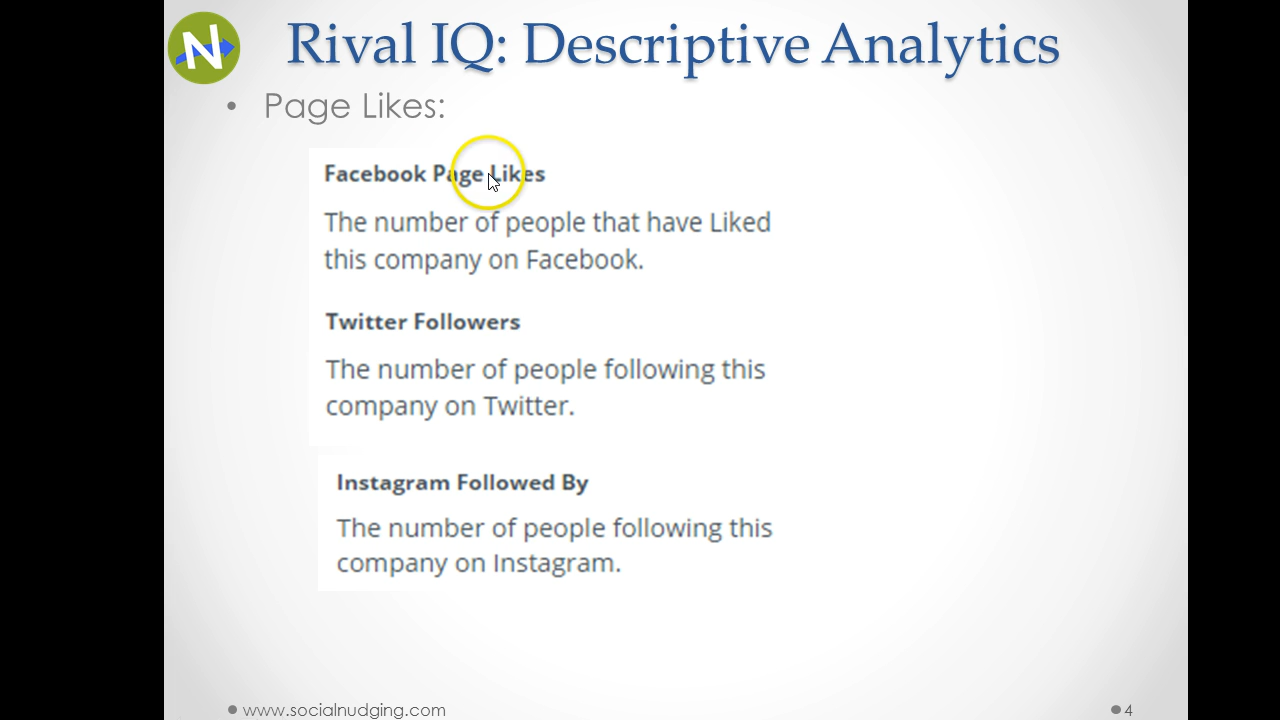 N
Rival IQ: Descriptive Analytics
• Page Likes:
Facebook Page Likes
The number of people that have Liked
this company on Facebook.
Twitter Followers
The number of people following this
company on Twitter.
Instagram Followed By
The number of people following this
company on Instagram.
• www.socialnudging.com
• 4